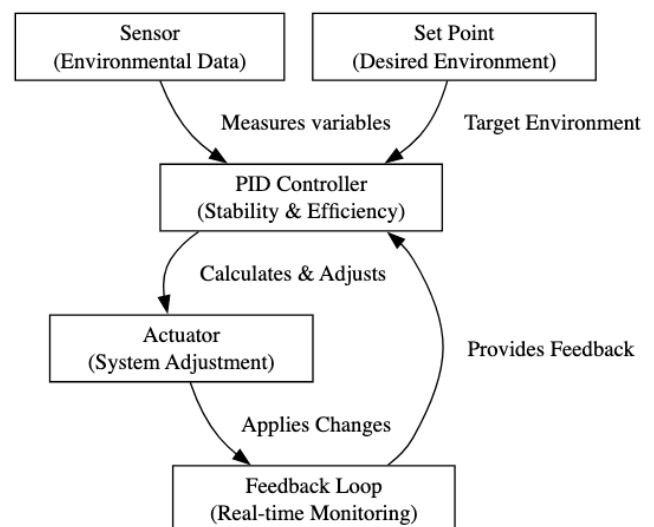 Sensor
(Environmental Data)
Set Point
(Desired Environment)
Measures variables
Target Environment
PID Controller
(Stability & Efficiency)
Calculates & Adjusts
Actuator
(System Adjustment)
Provides Feedback
Applies Changes
Feedback Loop
(Real-time Monitoring)